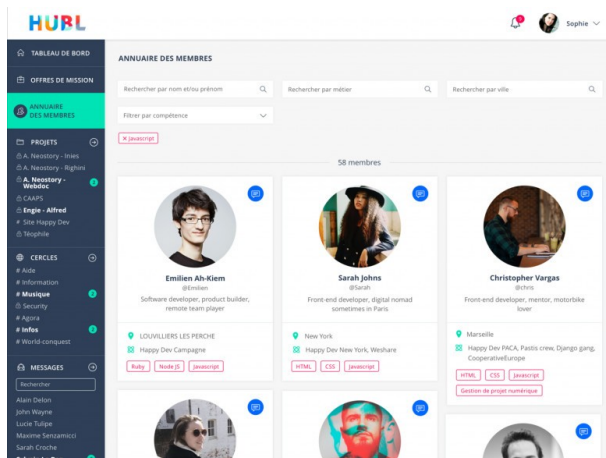 HUBL
3
Sophie
TABLEAU DE BORD
OFFRES DE MISSION
ANNUAIRE
DES MEMBRES
PROJETS
A. Neostory - Inies
A. Neostory - Righini
A. Neostory -
Webdoc
2
CAAPS
Engie - Alfred
# Site Happy Dev
Téophile
CERCLES
# Aide
# Information
# Musique
2
Security
# Agora
# Infos
# World-conquest
MESSAGES
Rechercher
Alain Delon
John Wayne
Lucie Tulipe
Maxime Senzamicci
Sarah Croche
ANNUAIRE DES MEMBRES
Rechercher par nom et/ou prénom
Rechercher par métier
Rechercher par ville
Filtrer par compétence
× Javascript
58 membres
Emilien Ah-Kiem
@Emilien
Software developer, product builder,
remote team player
LOUVILLIERS LES PERCHE
Happy Dev Campagne
Ruby Node JS Javascript
Sarah Johns
@Sarah
Front-end developer, digital nomad
sometimes in Paris
New York
Happy Dev New York, Weshare
HTML CSS Javascript
Christopher Vargas
@chris
Front-end developer, mentor, motorbike
lover
Marseille
Happy Dev PACA, Pastis crew, Django gang,
CooperativeEurope
HTML CSS Javascript
Gestion de projet numérique